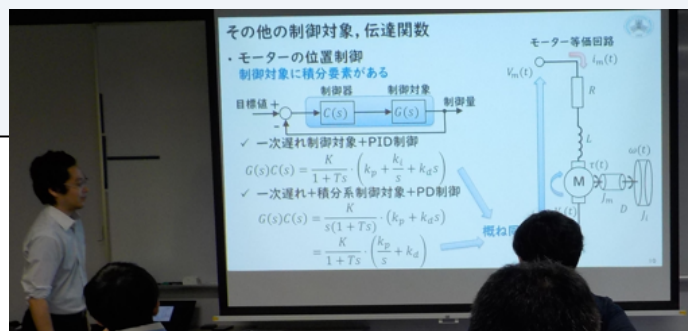 その他の制御対象, 伝達関数
・モーターの位置制御
制御対象に積分要素がある
制御器
制御対象
目標値
+
-
C(s)
G(s)
制御量
✓ 一次遅れ制御対象+PID制御
G(s)C(s) = K/(1 + Ts) · (k_p + k_i/s + k_d s)
✓ 一次遅れ+積分系制御対象+PD制御
G(s)C(s) = K/(s(1 + Ts)) · (k_p + k_d s)
= K/(1 + Ts) · (k_p/s + k_d)
概ね
モーター等価回路
i_m(t)
V_m(t)
R
L
τ(t)
ω(t)
M
J_m
D
J_l
(t)